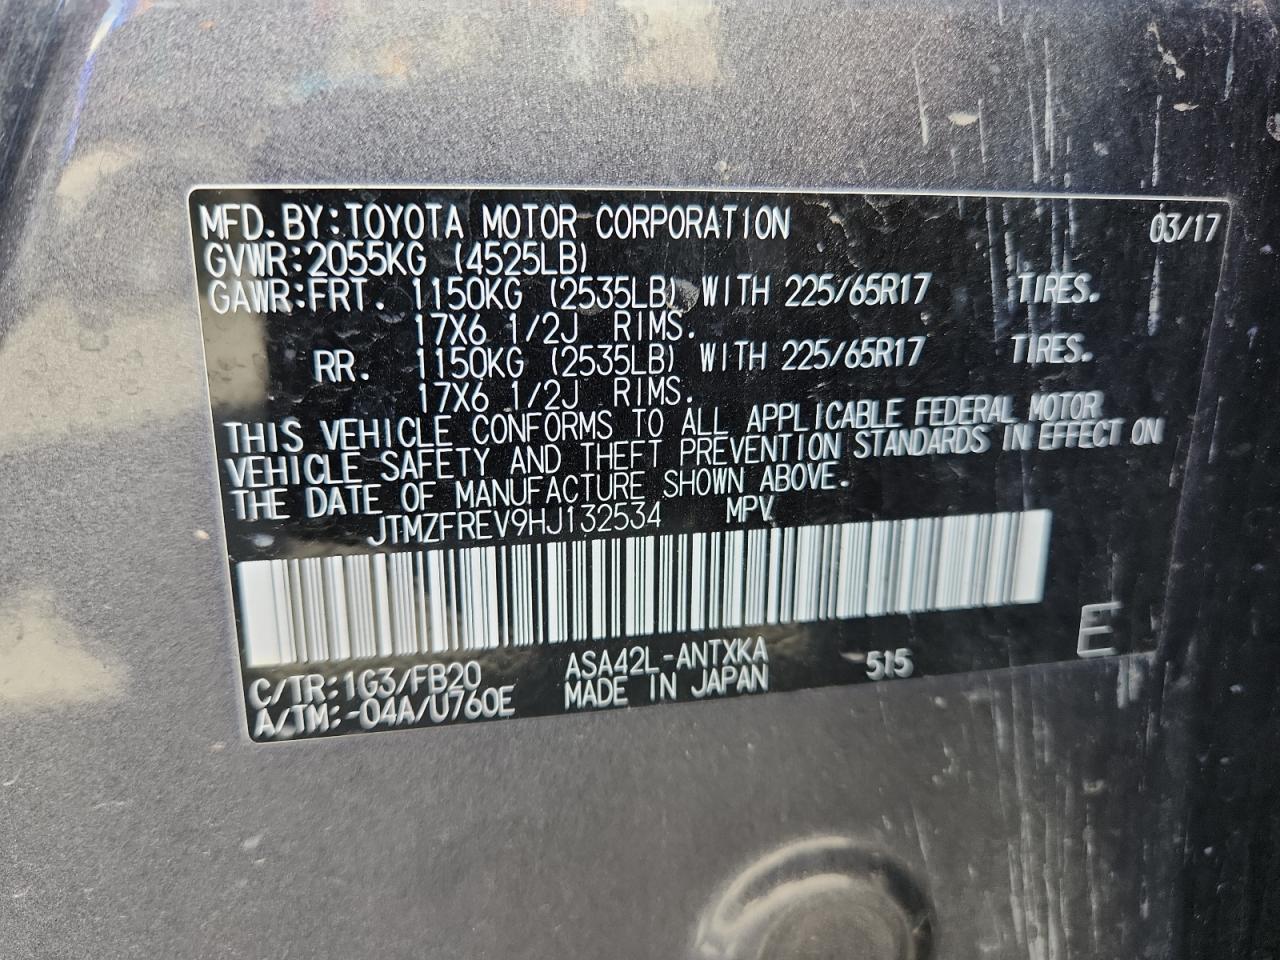 MFD. BY: TOYOTA MOTOR CORPORATION 03/17
GVWR: 2055KG (4525LB)
GAWR: FRT. 1150KG (2535LB) WITH 225/65R17 TIRES.
17X6 1/2J RIMS.
RR. 1150KG (2535LB) WITH 225/65R17 TIRES.
17X6 1/2J RIMS.
THIS VEHICLE CONFORMS TO ALL APPLICABLE FEDERAL MOTOR
VEHICLE SAFETY AND THEFT PREVENTION STANDARDS IN EFFECT ON
THE DATE OF MANUFACTURE SHOWN ABOVE.
JTMZFREV9HJ132534 MPV
E
C/TR: 1G3/FB20 ASA42L-ANTXKA 515
A/TM: -04A/U760E MADE IN JAPAN